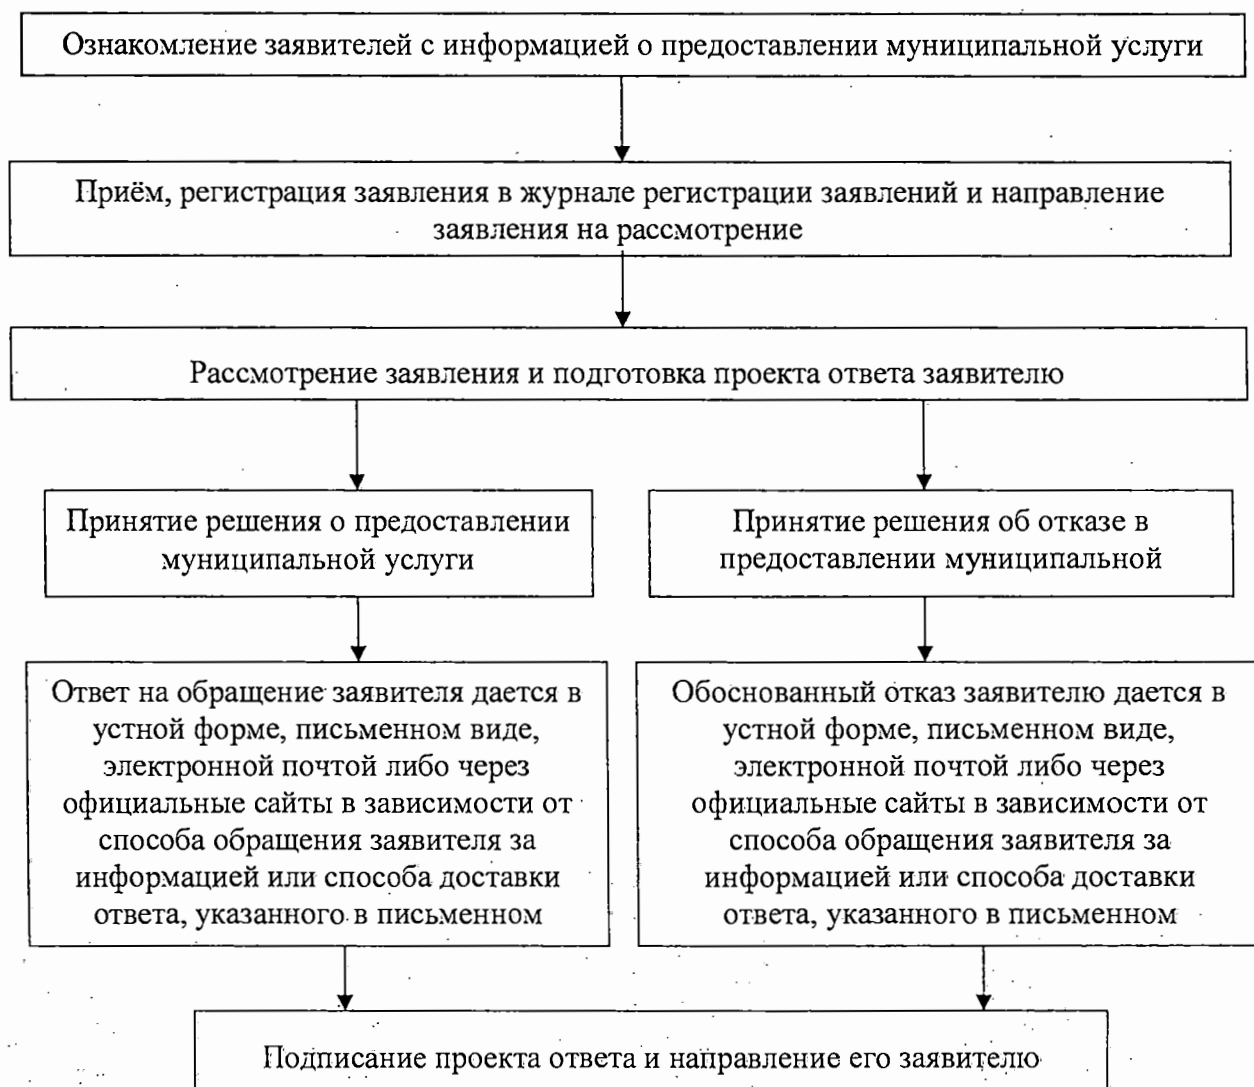 Ознакомление заявителей с информацией о предоставлении муниципальной услуги
Приём, регистрация заявления в журнале регистрации заявлений и направление
заявления на рассмотрение
Рассмотрение заявления и подготовка проекта ответа заявителю
Принятие решения о предоставлении
муниципальной услуги
Принятие решения об отказе в
предоставлении муниципальной
Ответ на обращение заявителя дается в
устной форме, письменном виде,
электронной почтой либо через
официальные сайты в зависимости от
способа обращения заявителя за
информацией или способа доставки
ответа, указанного в письменном
Обоснованный отказ заявителю дается в
устной форме, письменном виде,
электронной почтой либо через
официальные сайты в зависимости от
способа обращения заявителя за
информацией или способа доставки
ответа, указанного в письменном
Подписание проекта ответа и направление его заявителю